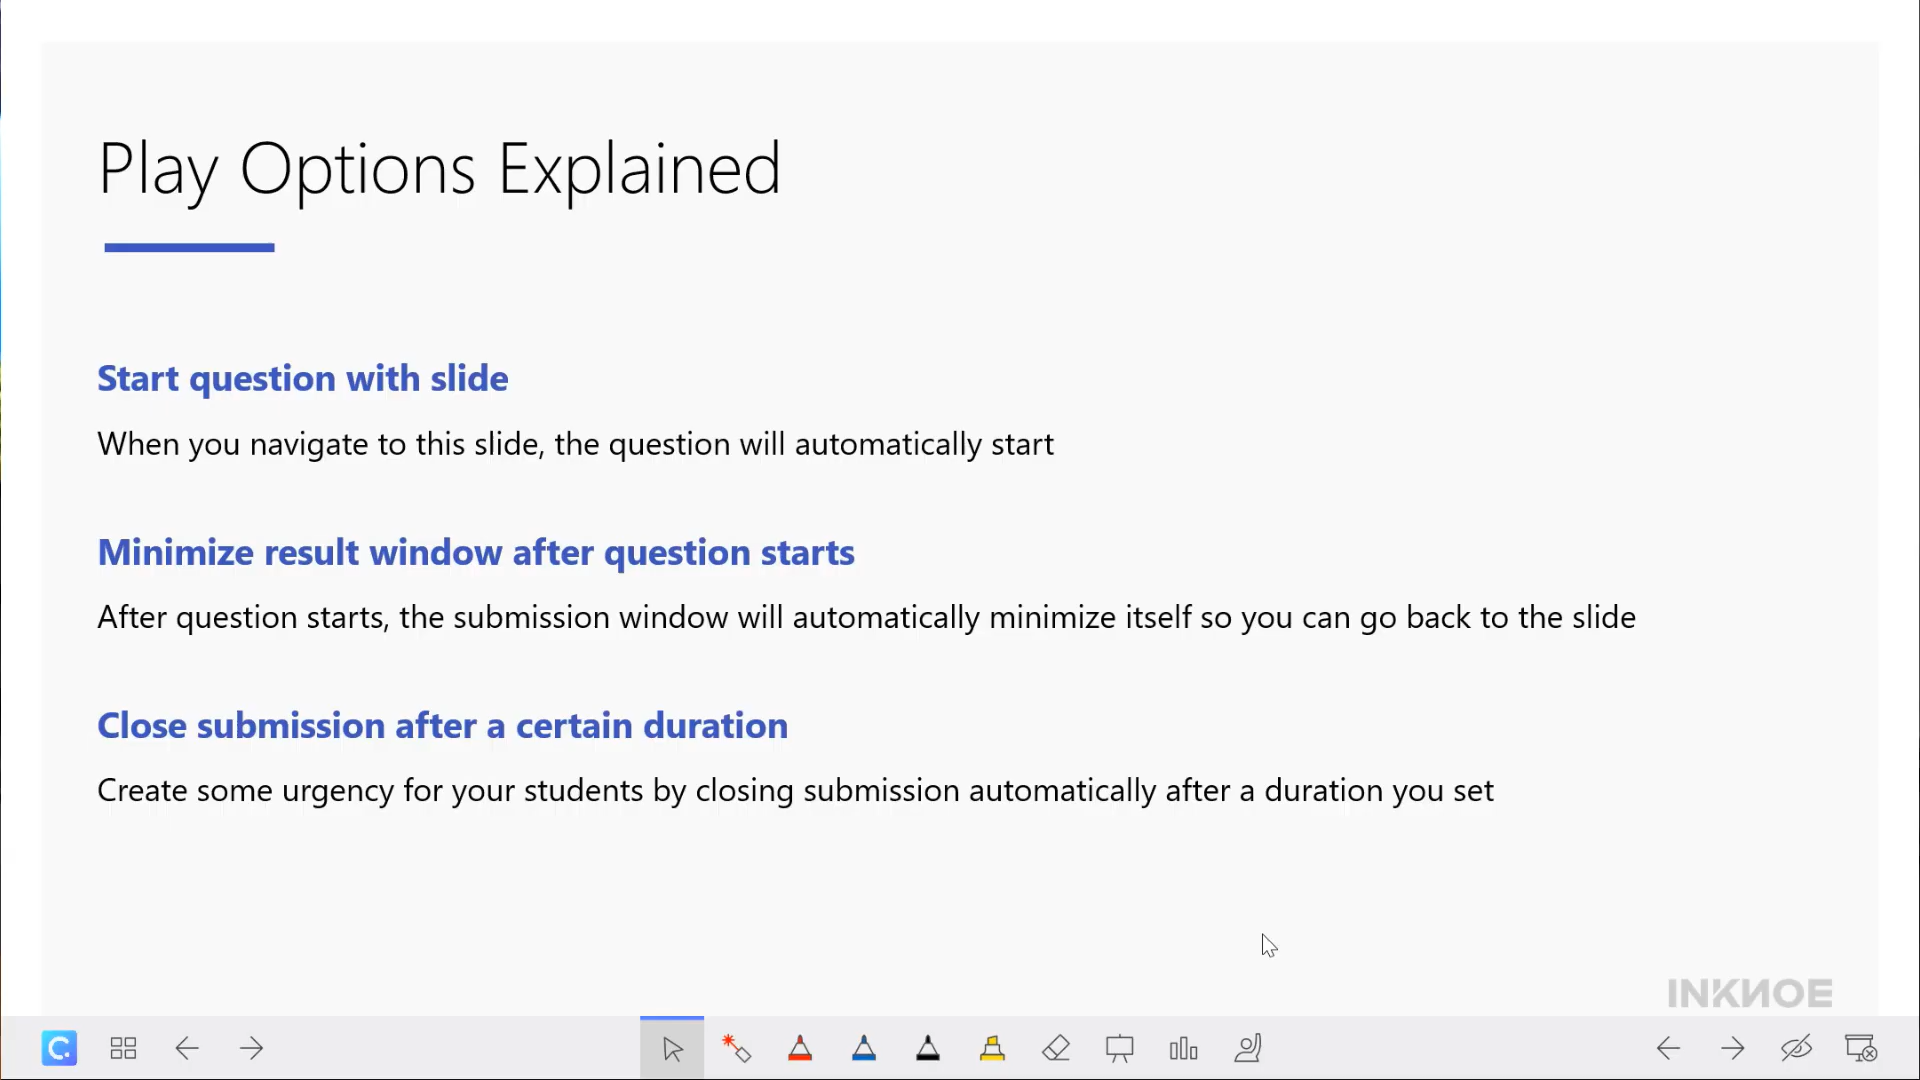 Play Options Explained
Start question with slide
When you navigate to this slide, the question will automatically start
Minimize result window after question starts
After question starts, the submission window will automatically minimize itself so you can go back to the slide
Close submission after a certain duration
Create some urgency for your students by closing submission automatically after a duration you set
INKNOE